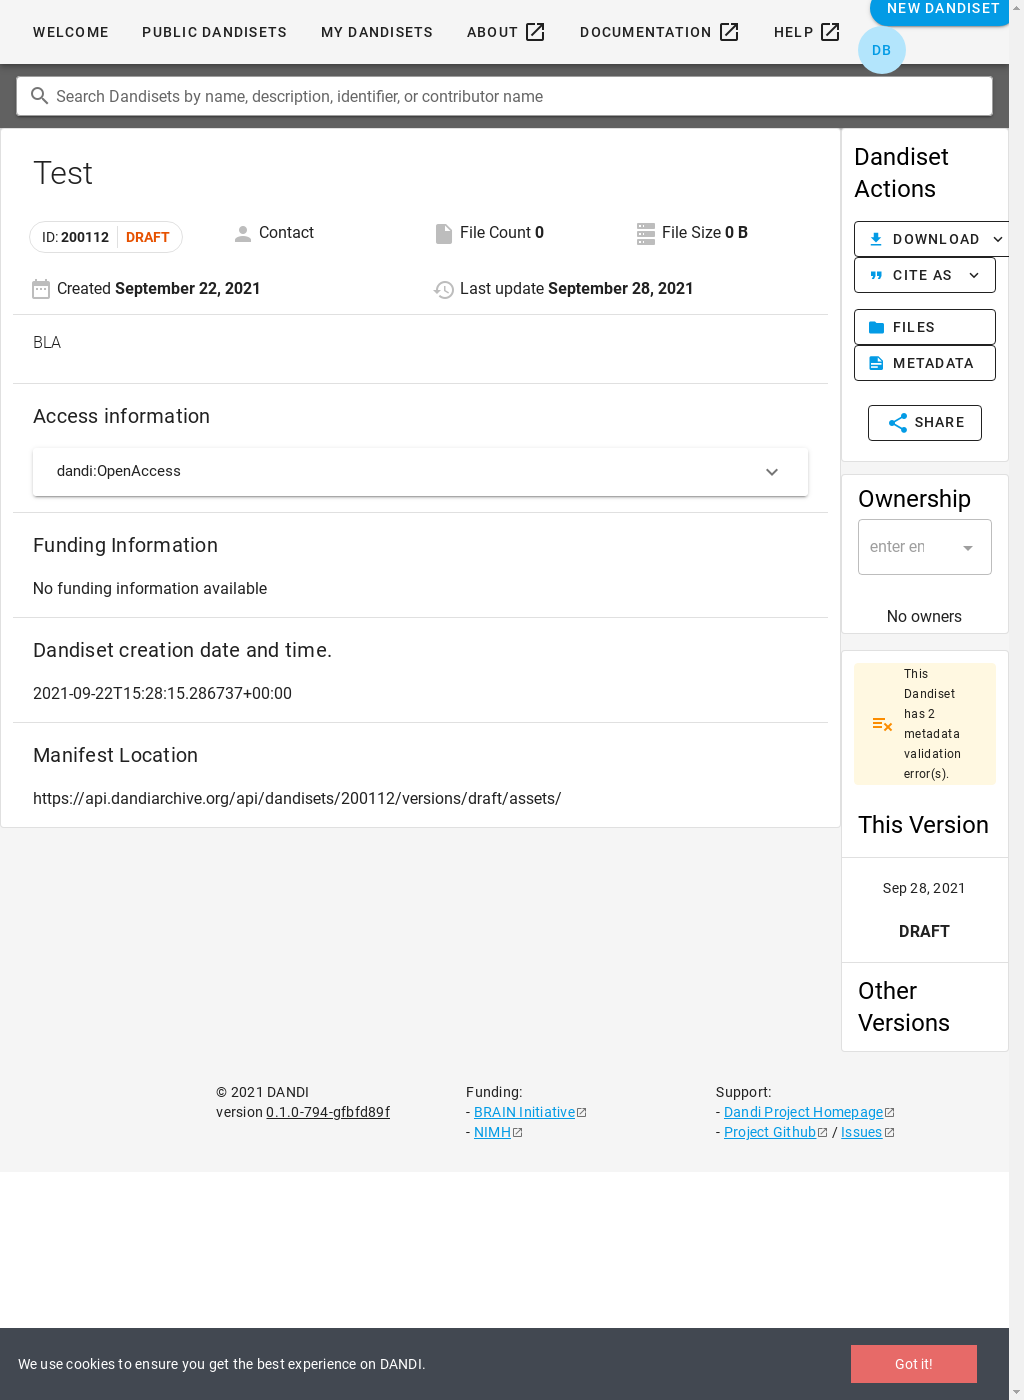 WELCOME PUBLIC DANDISETS MY DANDISETS ABOUT DOCUMENTATION HELP NEW DANDISET
DB
Search Dandisets by name, description, identifier, or contributor name
Test
ID: 200112 DRAFT Contact File Count 0 File Size 0 B
Created September 22, 2021 Last update September 28, 2021
BLA
Access information
dandi:OpenAccess
Funding Information
No funding information available
Dandiset creation date and time.
2021-09-22T15:28:15.286737+00:00
Manifest Location
https://api.dandiarchive.org/api/dandisets/200112/versions/draft/assets/
Dandiset
Actions
DOWNLOAD
CITE AS
FILES
METADATA
SHARE
Ownership
enter en
No owners
This
Dandiset
has 2
metadata
validation
error(s).
This Version
Sep 28, 2021
DRAFT
Other
Versions
© 2021 DANDI
version 0.1.0-794-gfbfd89f
Funding:
- BRAIN Initiative
- NIMH
Support:
- Dandi Project Homepage
- Project Github / Issues
We use cookies to ensure you get the best experience on DANDI. Got it!